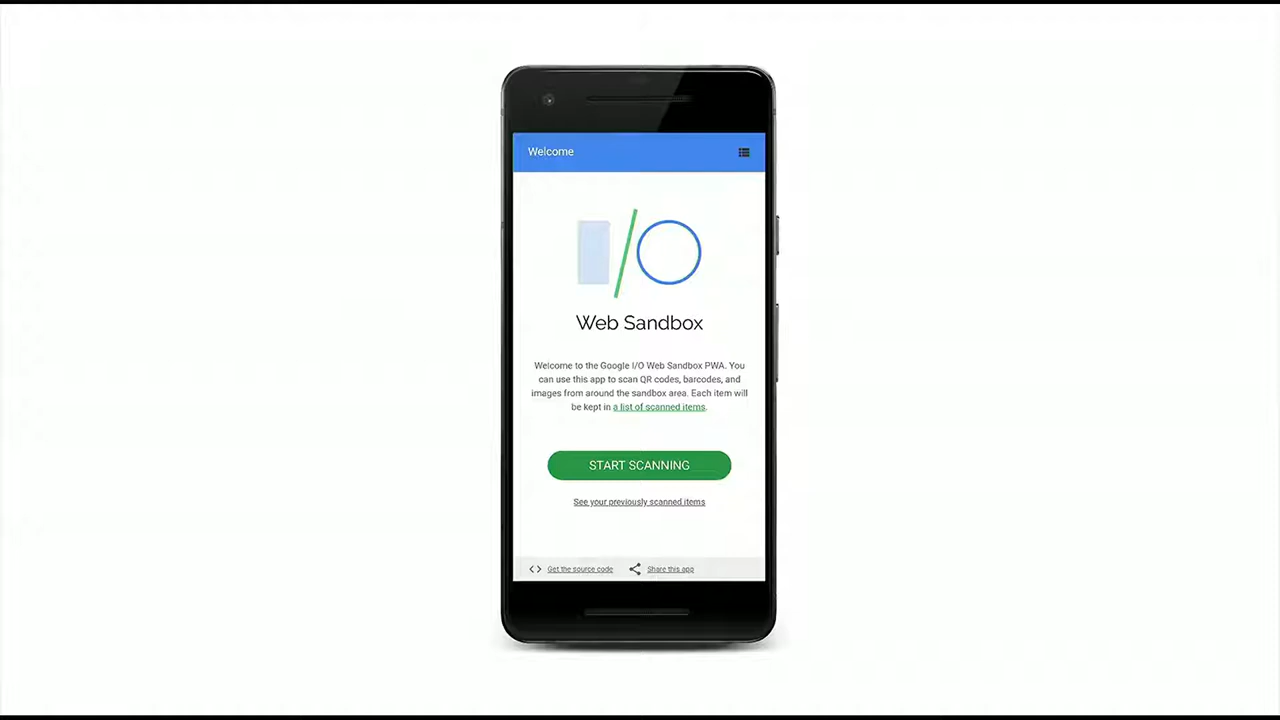 Welcome
I/O
Web Sandbox
Welcome to the Google I/O Web Sandbox PWA. You
can use this app to scan QR codes, barcodes, and
images from around the sandbox area. Each item will
be kept in a list of scanned items.
START SCANNING
See your previously scanned items
Get the source code
Share this app